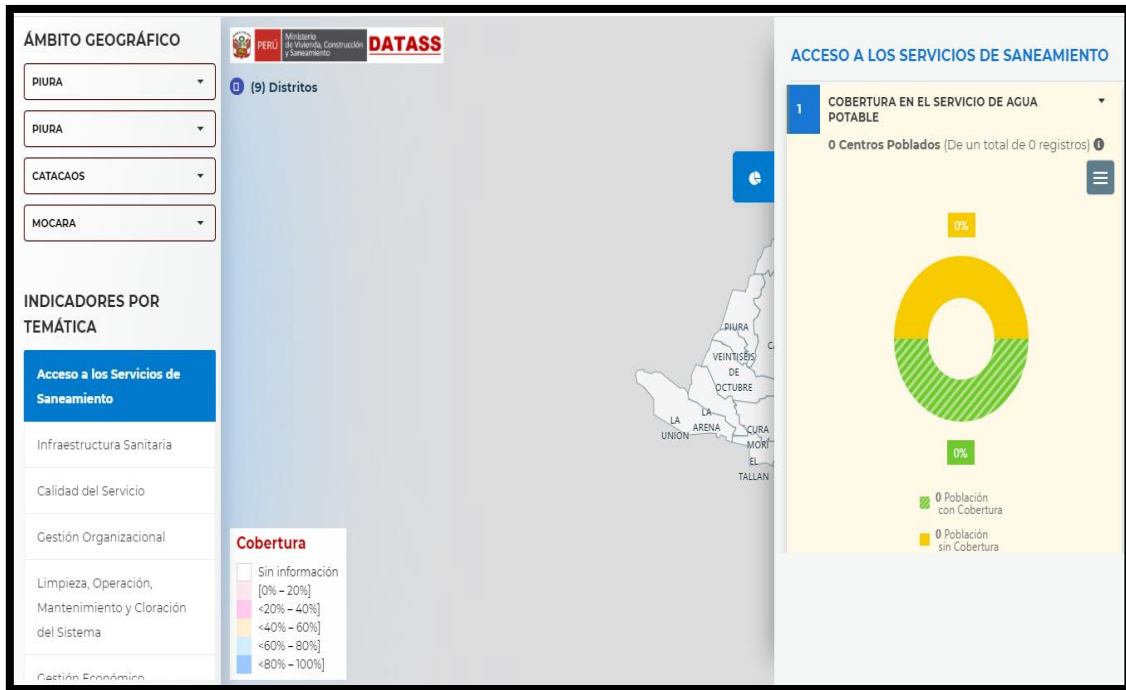 ÁMBITO GEOGRÁFICO
PIURA
PIURA
CATACAOS
MOCARA
INDICADORES POR
TEMÁTICA
Acceso a los Servicios de
Saneamiento
Infraestructura Sanitaria
Calidad del Servicio
Gestión Organizacional
Limpieza, Operación,
Mantenimiento y Cloración
del Sistema
Gestión Económico
PERÚ
Ministerio
de Vivienda, Construcción
y Saneamiento
DATASS
(9) Distritos
PIURA
VEINTISÉIS
DE
OCTUBRE
LA
UNION
LA
ARENA
CURA
MORI
EL
TALLAN
Cobertura
Sin información
[0% – 20%]
<20% – 40%]
<40% – 60%]
<60% – 80%]
<80% – 100%]
ACCESO A LOS SERVICIOS DE SANEAMIENTO
1
COBERTURA EN EL SERVICIO DE AGUA
POTABLE
0 Centros Poblados (De un total de 0 registros)
0%
0%
0 Población
con Cobertura
0 Población
sin Cobertura